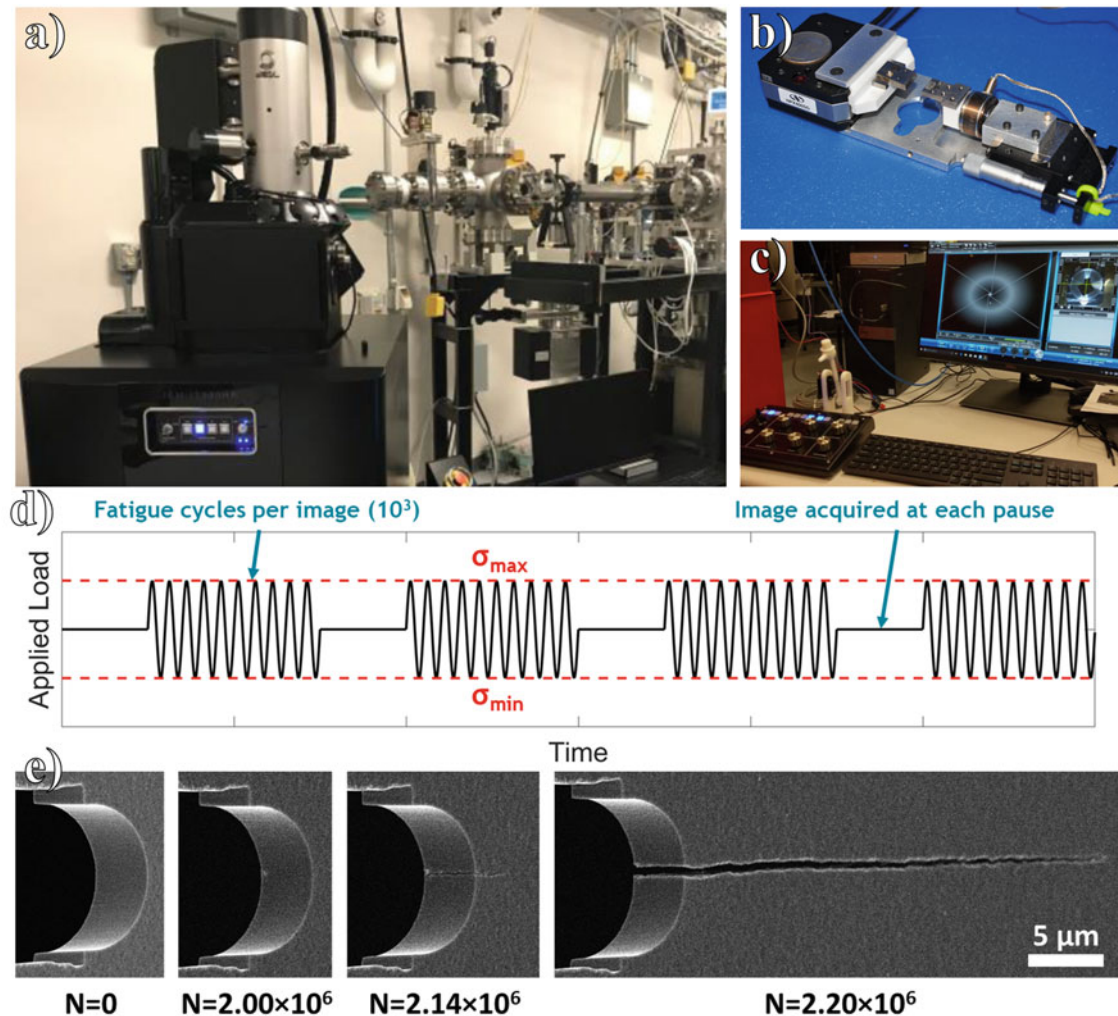 a)
b)
c)
d)
Fatigue cycles per image (10³)
Image acquired at each pause
σmax
Applied Load
σmin
Time
e)
5 µm
N=0
N=2.00×10⁶
N=2.14×10⁶
N=2.20×10⁶